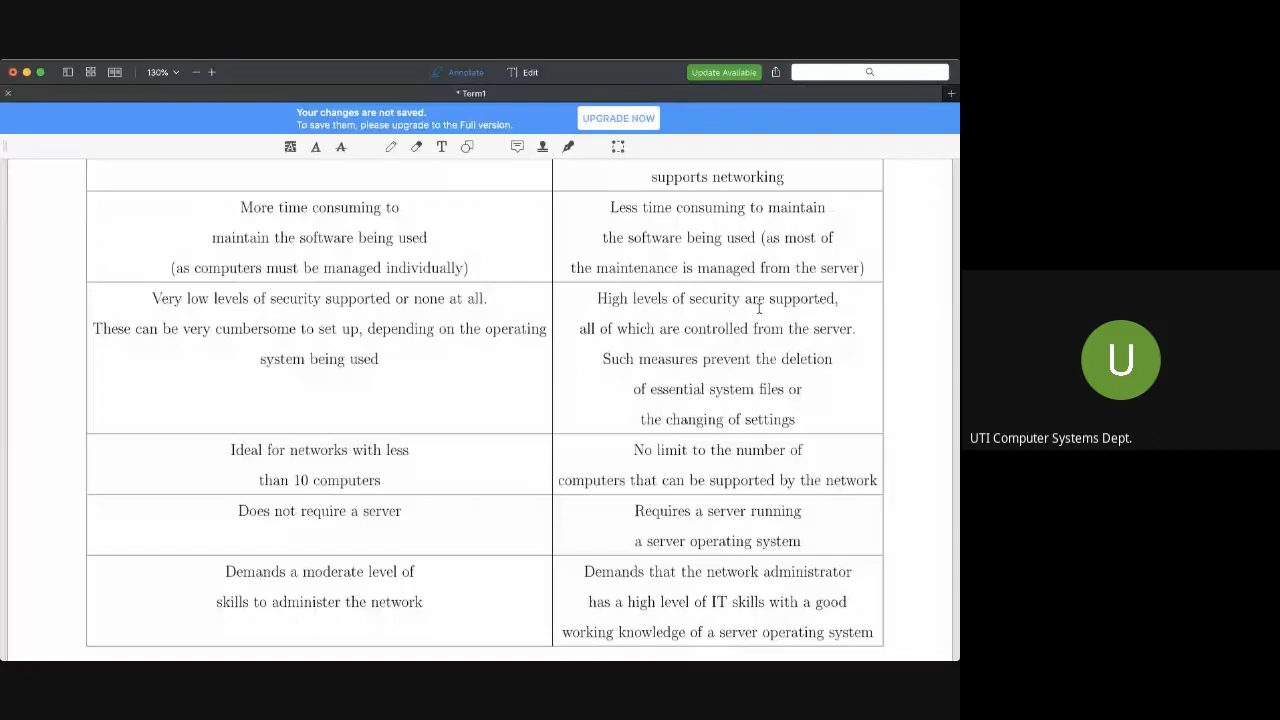 130%
Annotate
Edit
Update Available
* Term1
Your changes are not saved.
To save them, please upgrade to the Full version.
UPGRADE NOW
supports networking
More time consuming to
maintain the software being used
(as computers must be managed individually)
Less time consuming to maintain
the software being used (as most of
the maintenance is managed from the server)
Very low levels of security supported or none at all.
These can be very cumbersome to set up, depending on the operating
system being used
High levels of security are supported,
all of which are controlled from the server.
Such measures prevent the deletion
of essential system files or
the changing of settings
Ideal for networks with less
than 10 computers
No limit to the number of
computers that can be supported by the network
Does not require a server
Requires a server running
a server operating system
Demands a moderate level of
skills to administer the network
Demands that the network administrator
has a high level of IT skills with a good
working knowledge of a server operating system
U
UTI Computer Systems Dept.